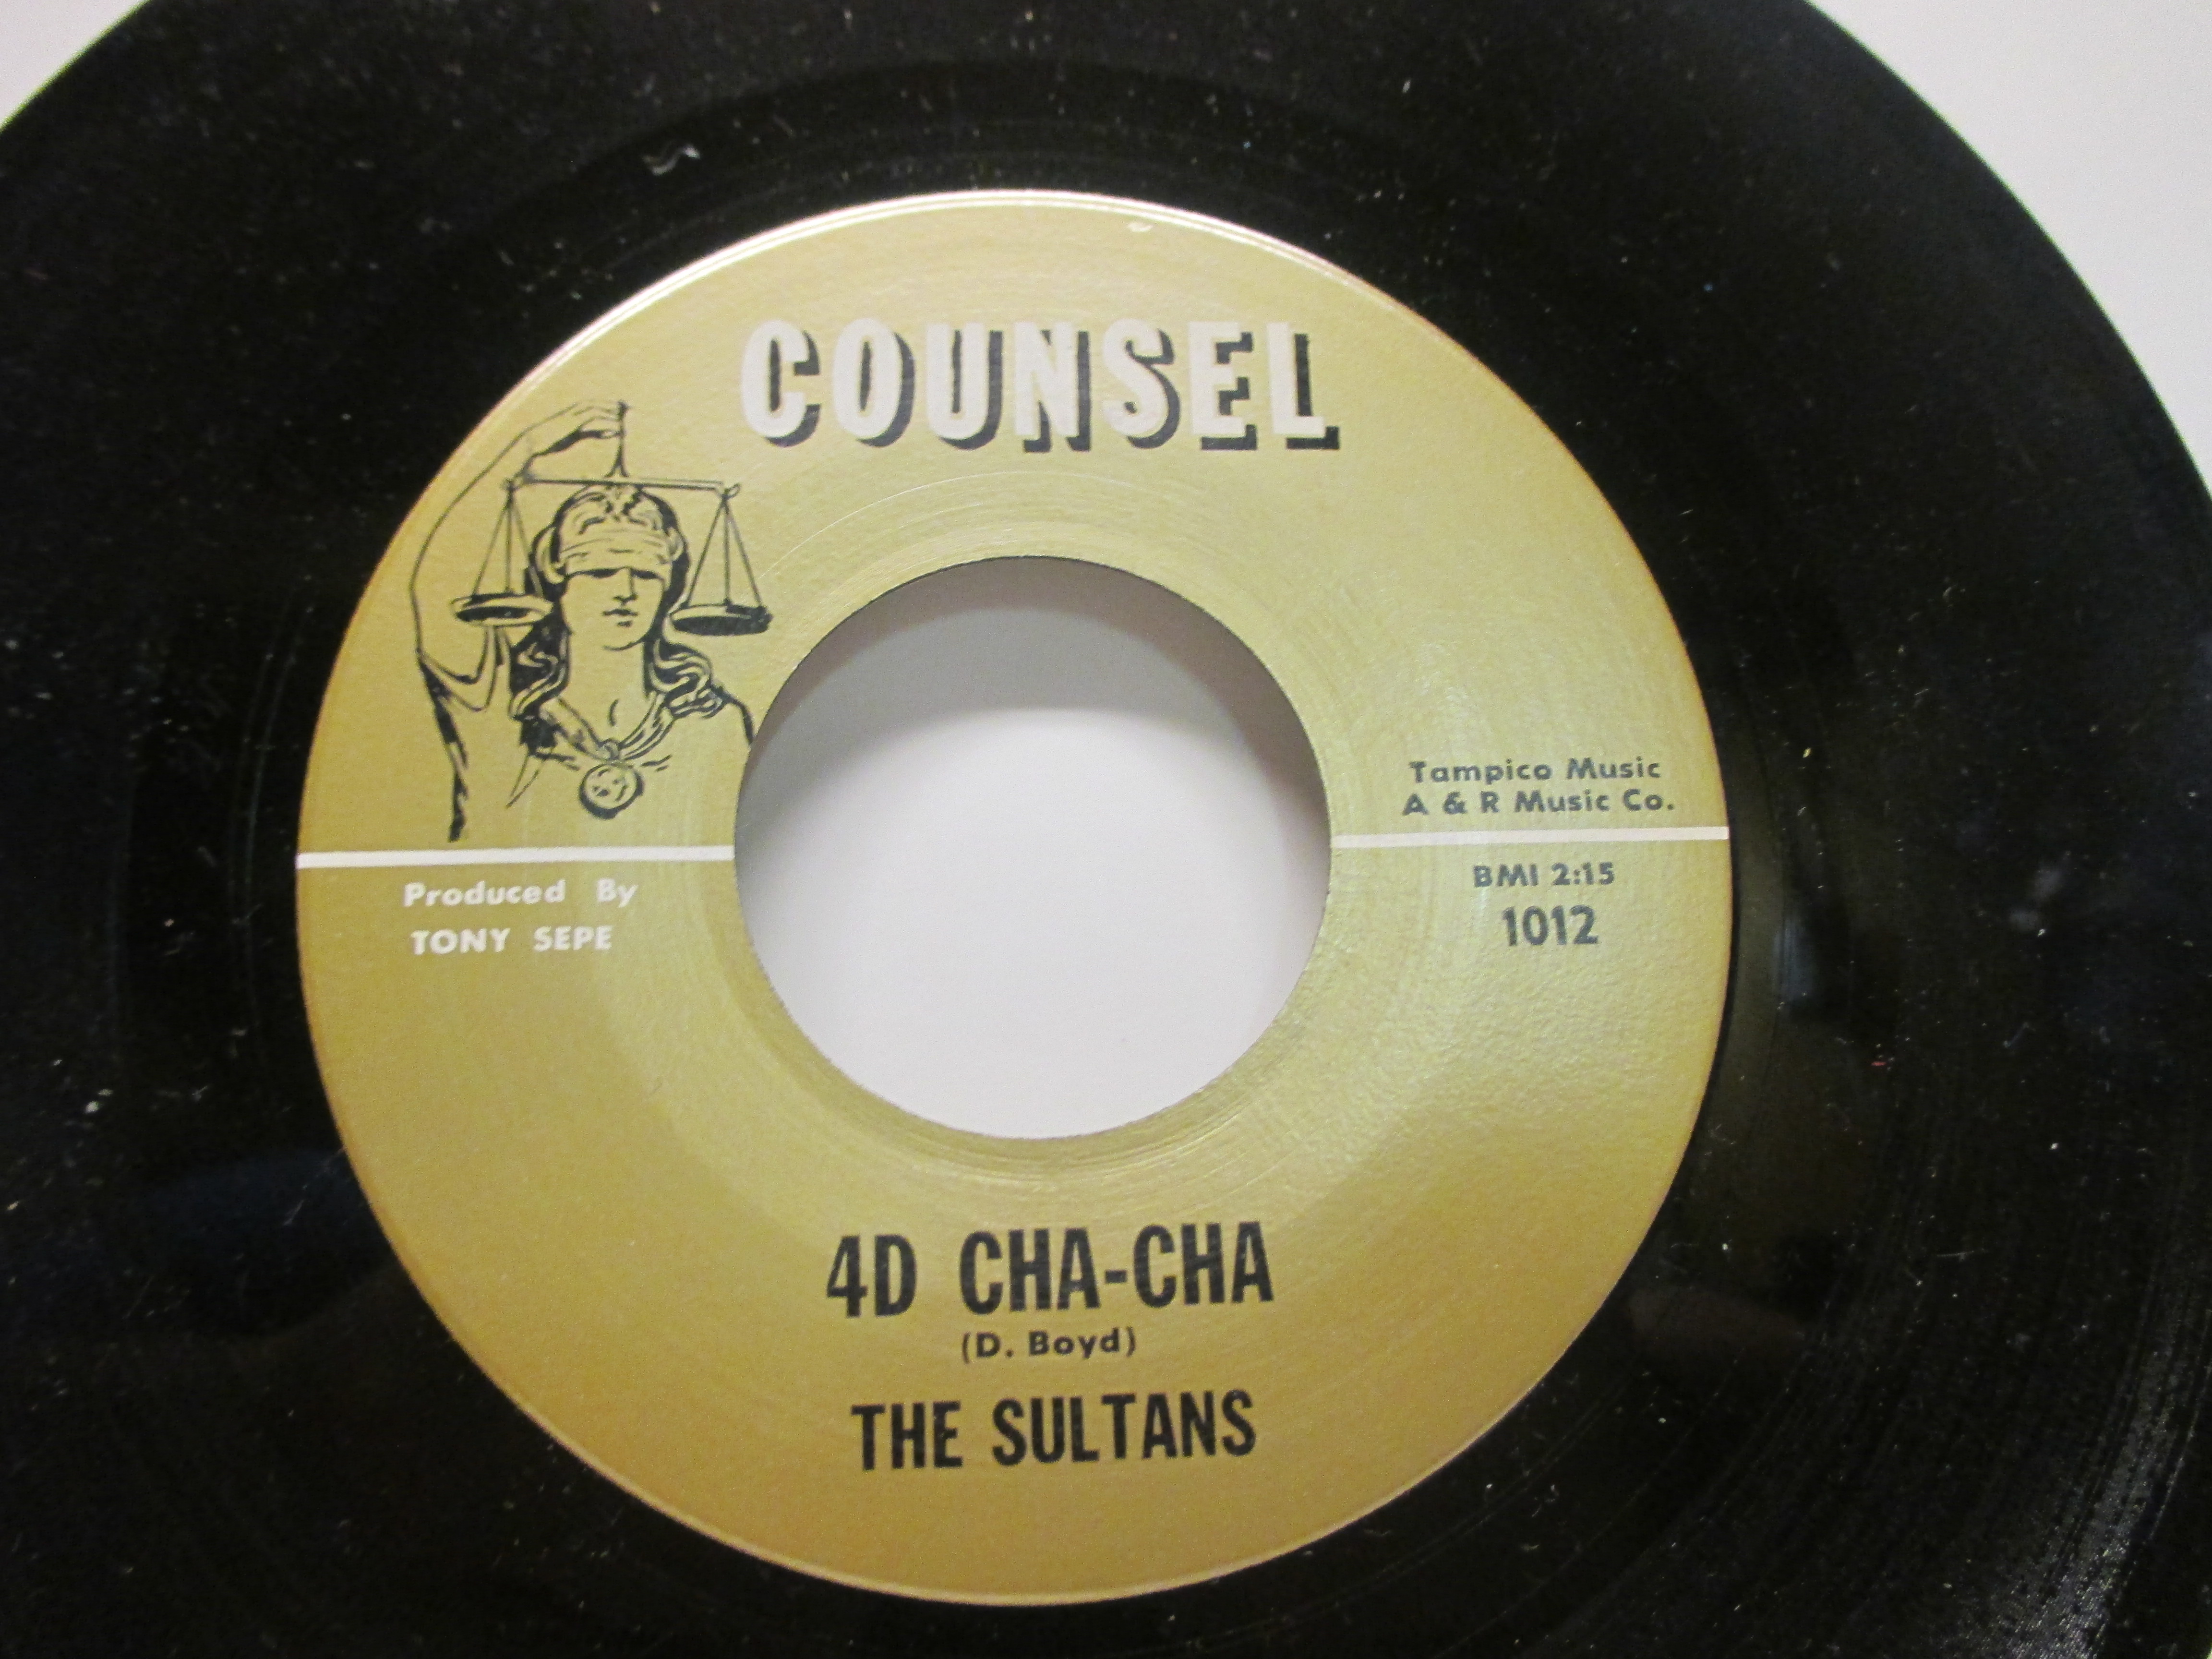 COUNSEL
Tampico Music
A & R Music Co.
Produced By
TONY SEPE
BMI 2:15
1012
4D CHA-CHA
(D. Boyd)
THE SULTANS